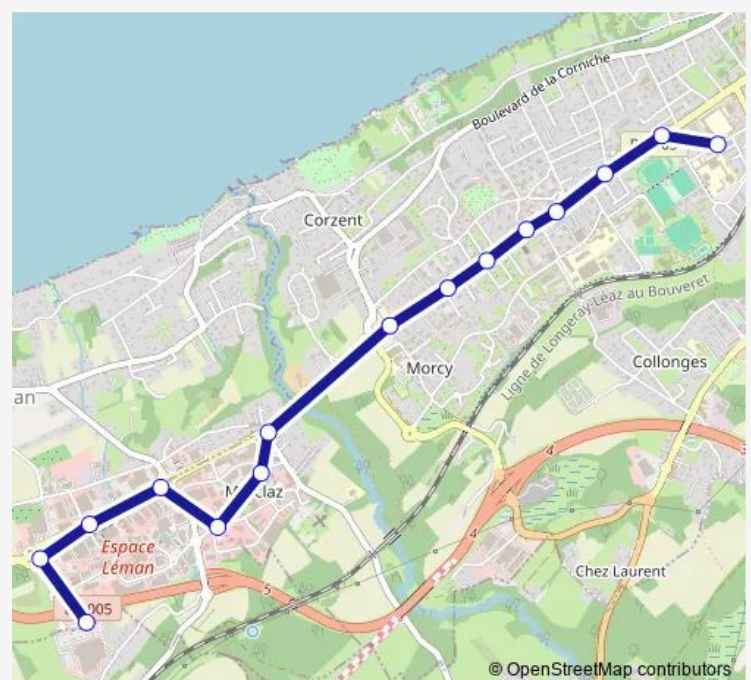 Boulevard de la Corniche
Corzent
Ligne de Longeray-Léaz au Bouveret
Morcy
Collonges
an
4
3
Espace
Léman
4
5
005
Chez Laurent
© OpenStreetMap contributors